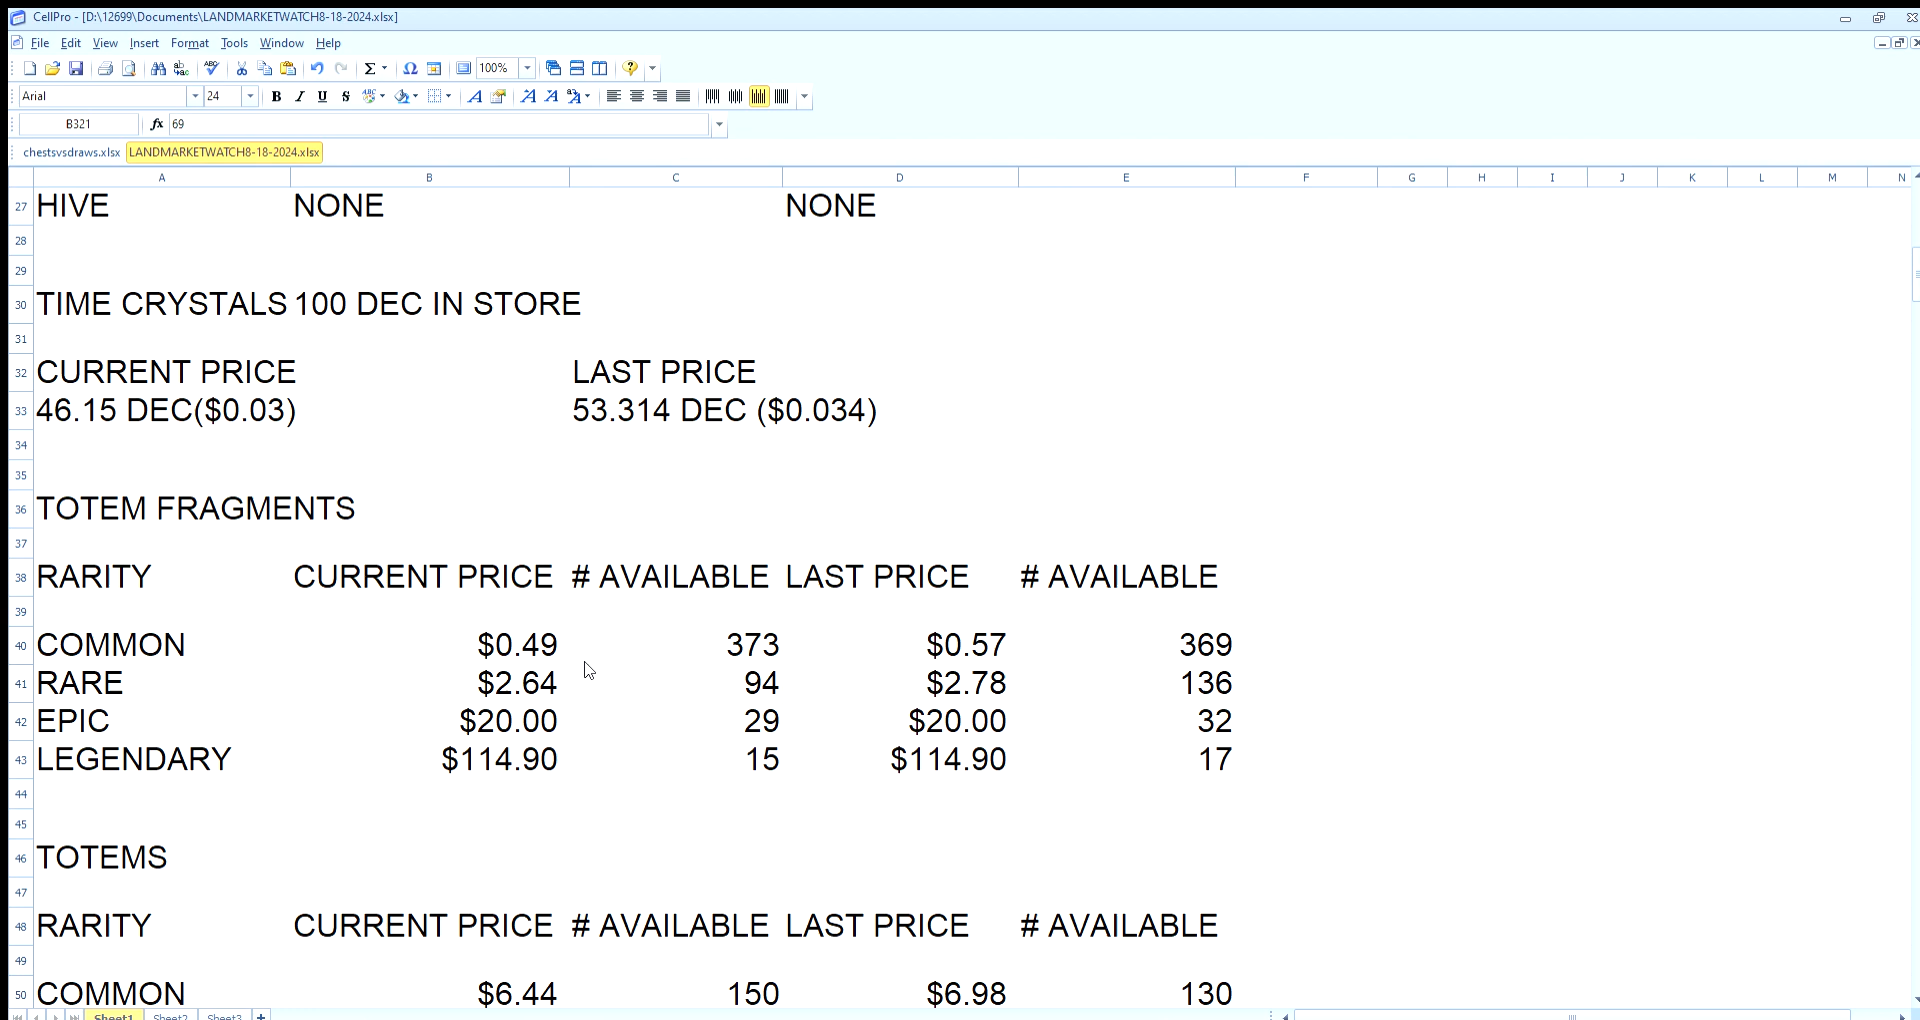 CellPro - [D:\12699\Documents\LANDMARKETWATCH8-18-2024.xlsx]
File Edit View Insert Format Tools Window Help
100%
Arial 24 B I U S
B321 fx 69
chestsvsdraws.xlsx LANDMARKETWATCH8-18-2024.xlsx
A B C D E F G H I J K L M N
27 HIVE NONE NONE
28
29
30 TIME CRYSTALS 100 DEC IN STORE
31
32 CURRENT PRICE LAST PRICE
33 46.15 DEC($0.03) 53.314 DEC ($0.034)
34
35
36 TOTEM FRAGMENTS
37
38 RARITY CURRENT PRICE # AVAILABLE LAST PRICE # AVAILABLE
39
40 COMMON $0.49 373 $0.57 369
41 RARE $2.64 94 $2.78 136
42 EPIC $20.00 29 $20.00 32
43 LEGENDARY $114.90 15 $114.90 17
44
45
46 TOTEMS
47
48 RARITY CURRENT PRICE # AVAILABLE LAST PRICE # AVAILABLE
49
50 COMMON $6.44 150 $6.98 130
Sheet1 Sheet2 Sheet3